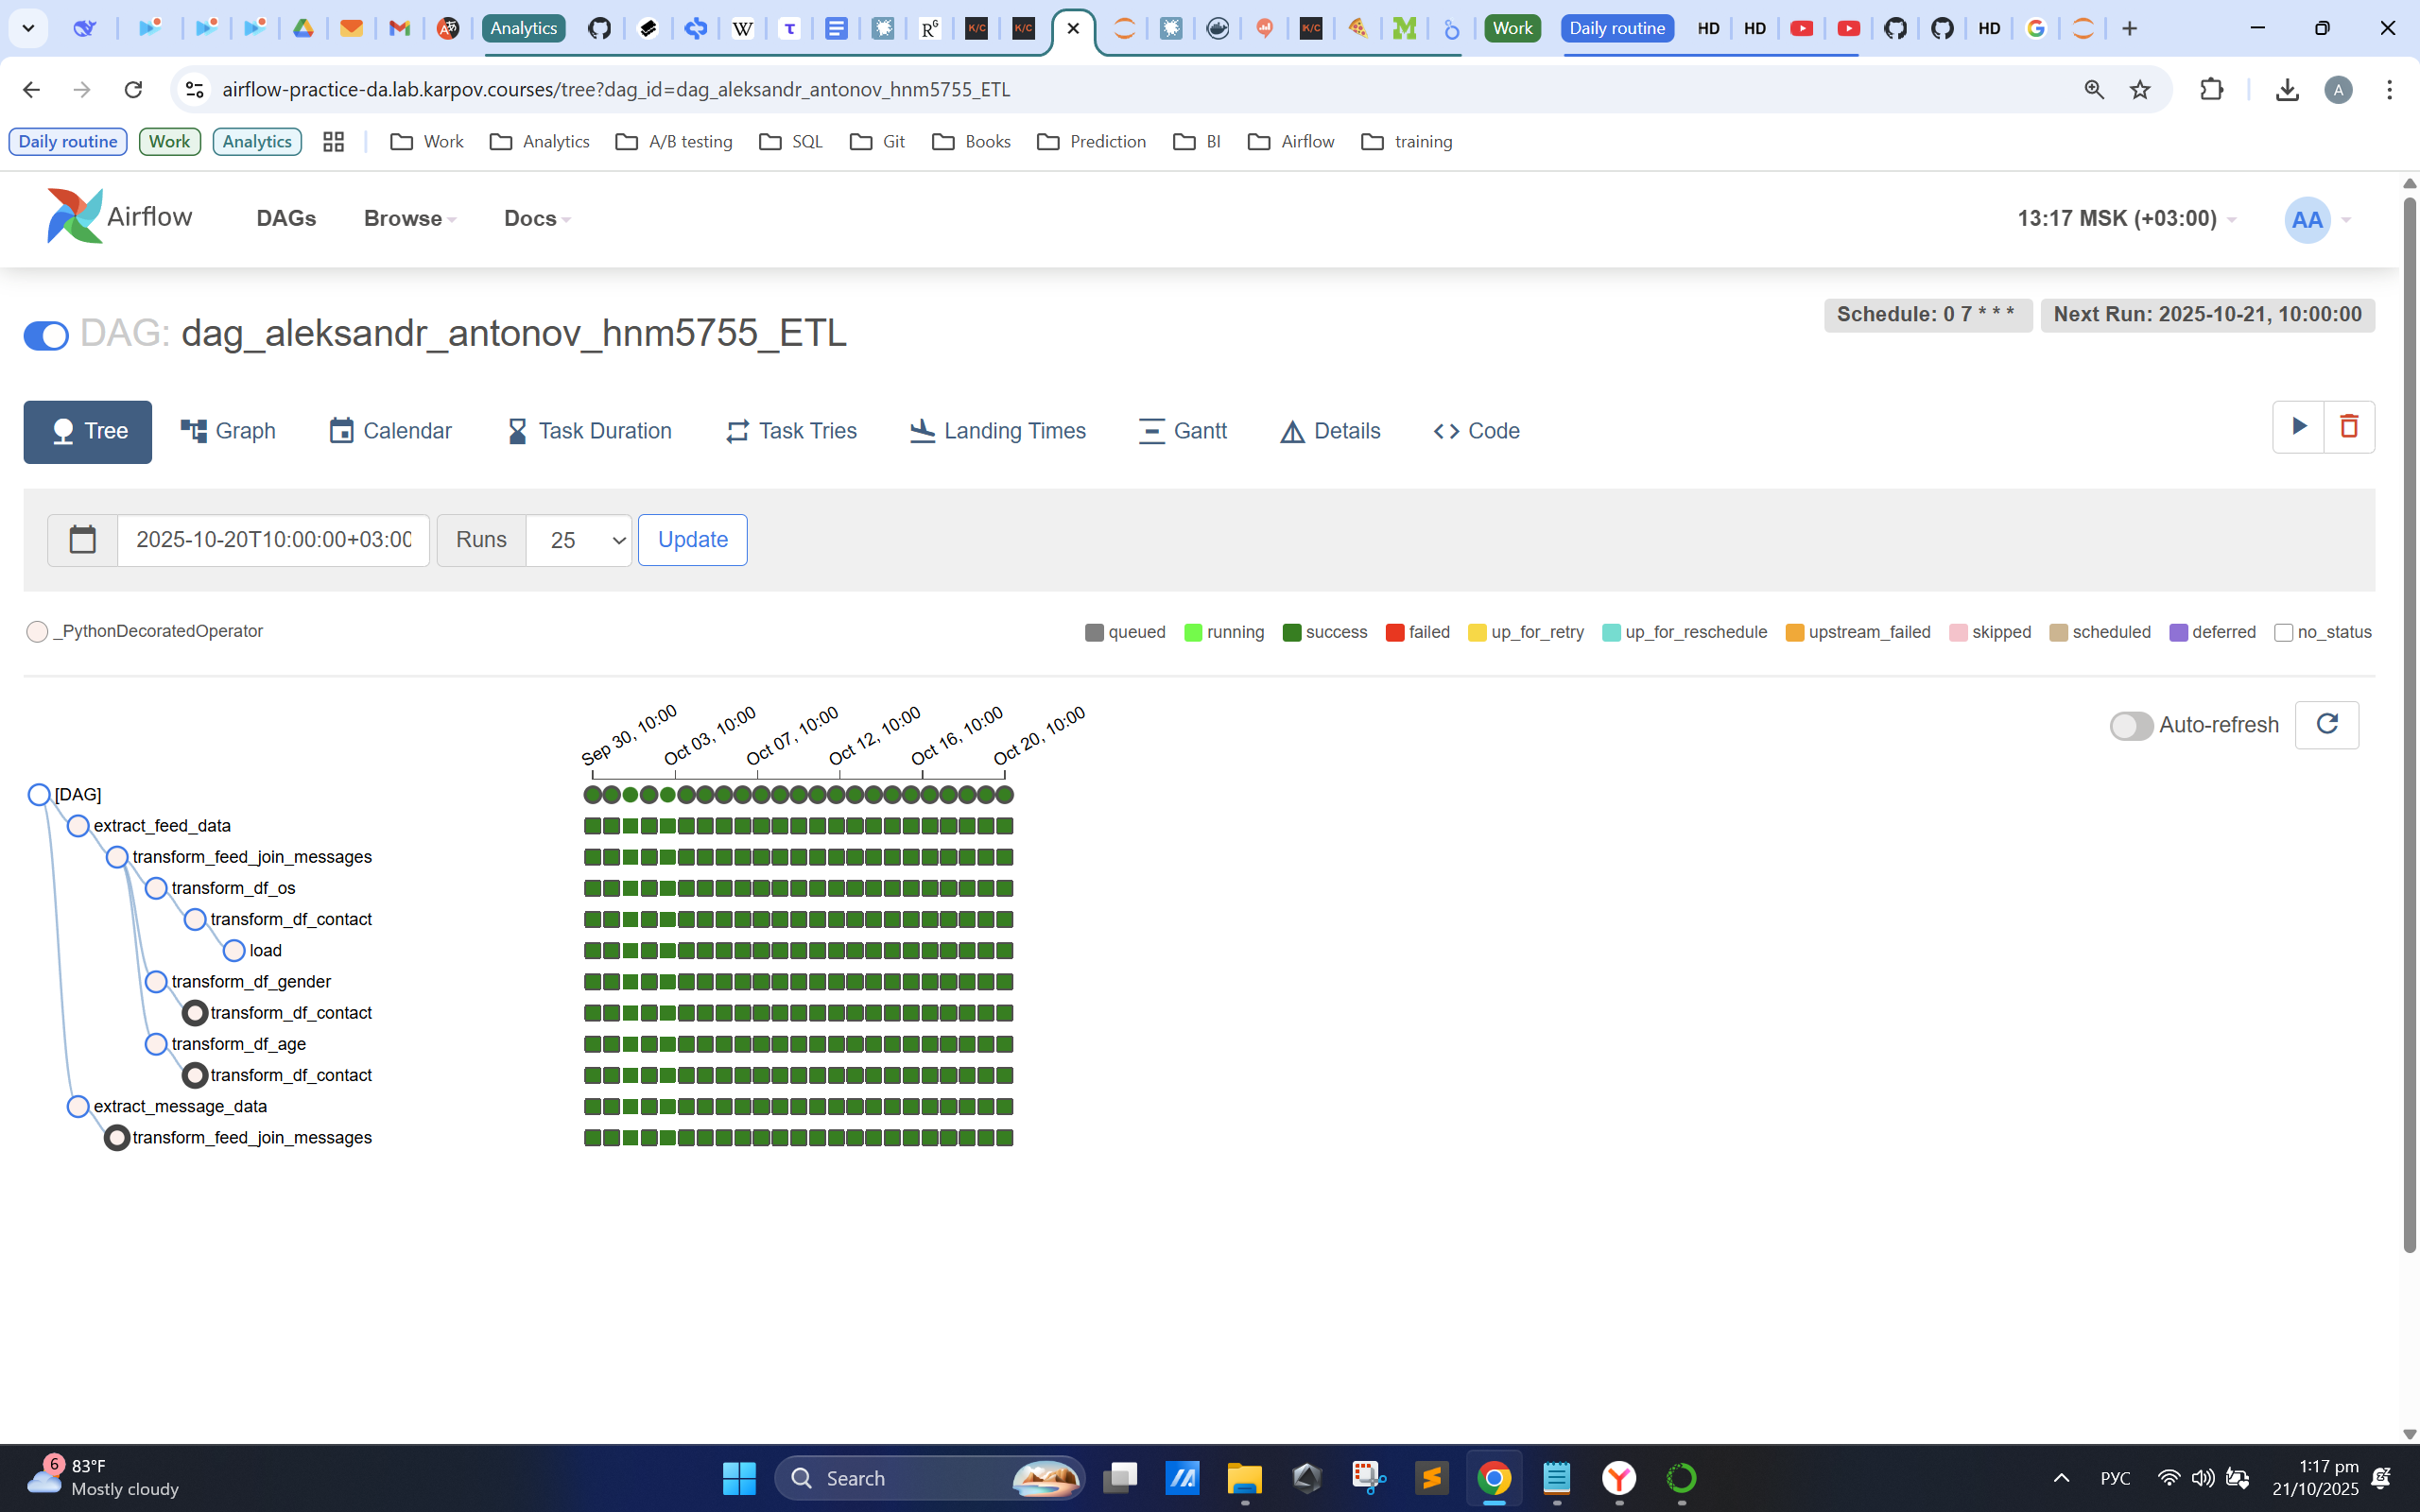 Analytics
Work
Daily routine
HD
HD
HD
airflow-practice-da.lab.karpov.courses/tree?dag_id=dag_aleksandr_antonov_hnm5755_ETL
A
Daily routine
Work
Analytics
Work
Analytics
A/B testing
SQL
Git
Books
Prediction
BI
Airflow
training
Airflow
DAGs
Browse
Docs
13:17 MSK (+03:00)
AA
DAG: dag_aleksandr_antonov_hnm5755_ETL
Schedule: 0 7 * * *
Next Run: 2025-10-21, 10:00:00
Tree
Graph
Calendar
Task Duration
Task Tries
Landing Times
Gantt
Details
Code
2025-10-20T10:00:00+03:00
Runs
25
Update
_PythonDecoratedOperator
queued
running
success
failed
up_for_retry
up_for_reschedule
upstream_failed
skipped
scheduled
deferred
no_status
Sep 30, 10:00
Oct 03, 10:00
Oct 07, 10:00
Oct 12, 10:00
Oct 16, 10:00
Oct 20, 10:00
Auto-refresh
[DAG]
extract_feed_data
transform_feed_join_messages
transform_df_os
transform_df_contact
load
transform_df_gender
transform_df_contact
transform_df_age
transform_df_contact
extract_message_data
transform_feed_join_messages
6
83°F
Mostly cloudy
Search
РУС
1:17 pm
21/10/2025